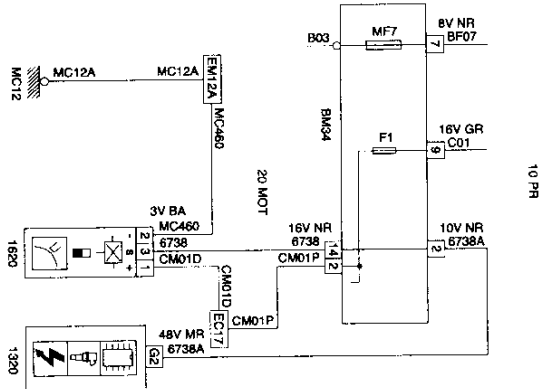 8V NR
BF07
7
MF7
B03
16V GR
C01
9
F1
BM34
10 PR
10V NR
6738A
2
16V NR
6738
14
CM01P
2
20 MOT
MC12
MC12A
MC12A
EM12A
MC460
3V BA
MC460
2
6738
3
CM01D
1
-
S
+
1620
CM01D
EC17
CM01P
48V MR
6738A
G2
1320